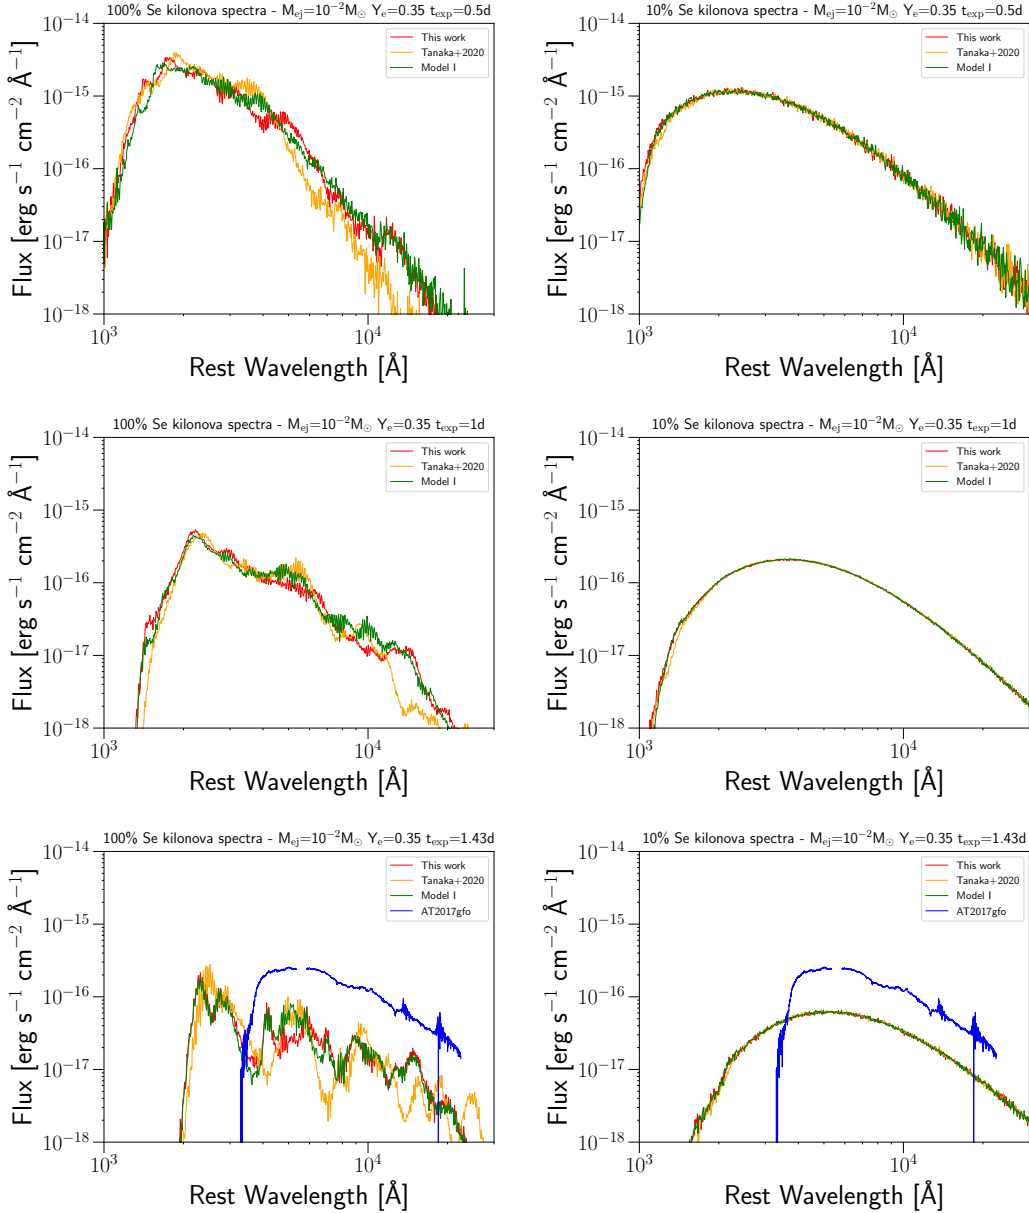 100% Se kilonova spectra - M_ej=10^−2M_⊙ Y_e=0.35 t_exp=0.5d
10^−14
10^−15
10^−16
10^−17
10^−18
Flux [erg s^−1 cm^−2 Å^−1]
This work
Tanaka+2020
Model I
10^3
10^4
Rest Wavelength [Å]
10% Se kilonova spectra - M_ej=10^−2M_⊙ Y_e=0.35 t_exp=0.5d
10^−14
10^−15
10^−16
10^−17
10^−18
Flux [erg s^−1 cm^−2 Å^−1]
This work
Tanaka+2020
Model I
10^3
10^4
Rest Wavelength [Å]
100% Se kilonova spectra - M_ej=10^−2M_⊙ Y_e=0.35 t_exp=1d
10^−14
10^−15
10^−16
10^−17
10^−18
Flux [erg s^−1 cm^−2 Å^−1]
This work
Tanaka+2020
Model I
10^3
10^4
Rest Wavelength [Å]
10% Se kilonova spectra - M_ej=10^−2M_⊙ Y_e=0.35 t_exp=1d
10^−14
10^−15
10^−16
10^−17
10^−18
Flux [erg s^−1 cm^−2 Å^−1]
This work
Tanaka+2020
Model I
10^3
10^4
Rest Wavelength [Å]
100% Se kilonova spectra - M_ej=10^−2M_⊙ Y_e=0.35 t_exp=1.43d
10^−14
10^−15
10^−16
10^−17
10^−18
Flux [erg s^−1 cm^−2 Å^−1]
This work
Tanaka+2020
Model I
AT2017gfo
10^3
10^4
Rest Wavelength [Å]
10% Se kilonova spectra - M_ej=10^−2M_⊙ Y_e=0.35 t_exp=1.43d
10^−14
10^−15
10^−16
10^−17
10^−18
Flux [erg s^−1 cm^−2 Å^−1]
This work
Tanaka+2020
Model I
AT2017gfo
10^3
10^4
Rest Wavelength [Å]